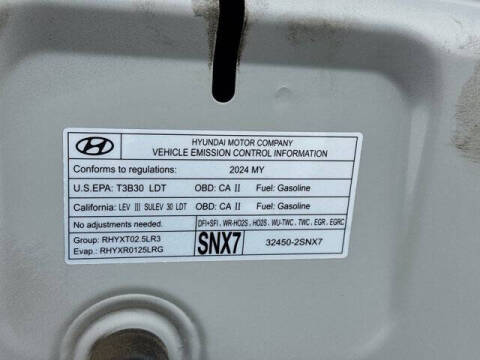 HYUNDAI MOTOR COMPANY
VEHICLE EMISSION CONTROL INFORMATION
Conforms to regulations: 2024 MY
U.S.EPA: T3B30 LDT OBD: CA II Fuel: Gasoline
California: LEV III SULEV 30 LDT OBD: CA II Fuel: Gasoline
No adjustments needed. DFI+SFI, WR-HO2S, HO2S, WU-TWC, TWC, EGR, EGRC
Group: RHYXT02.5LR3 SNX7 32450-2SNX7
Evap.: RHYXR0125LRG